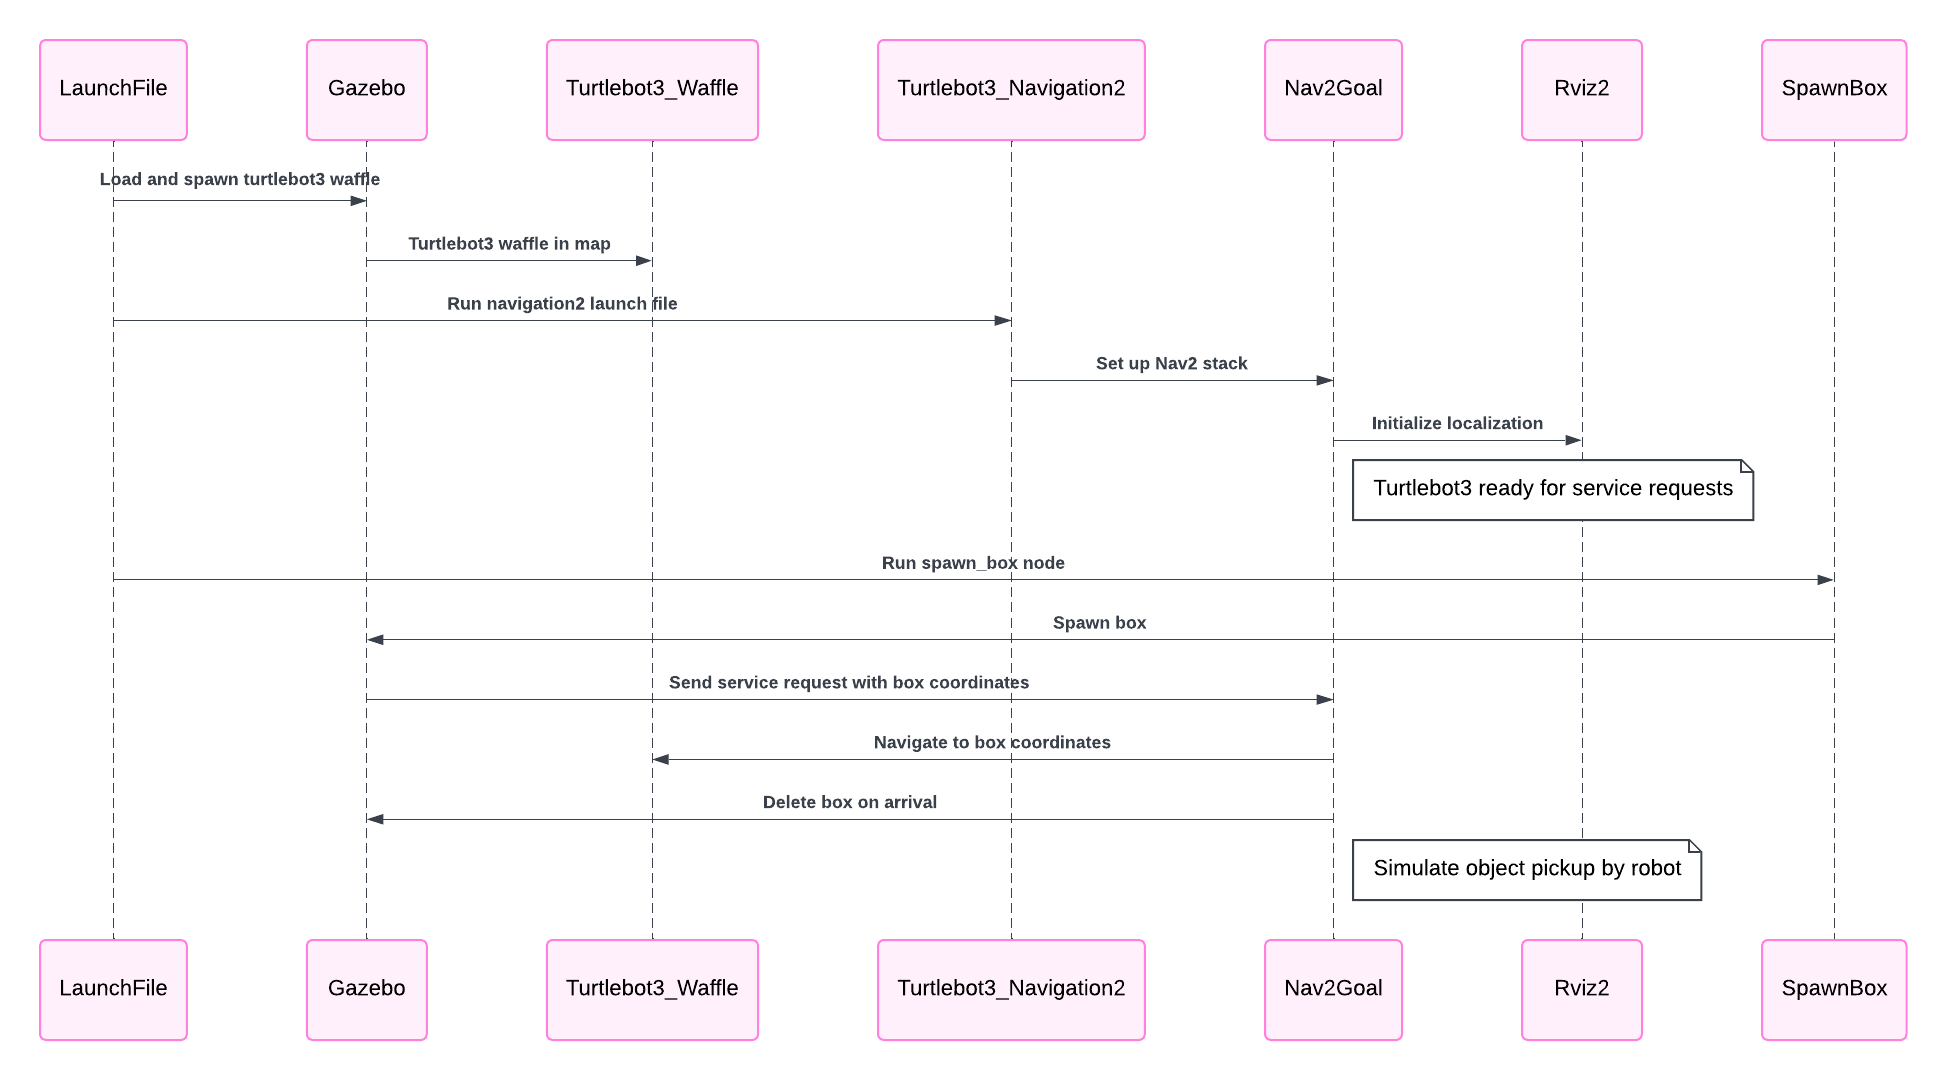 LaunchFile
Gazebo
Turtlebot3_Waffle
Turtlebot3_Navigation2
Nav2Goal
Rviz2
SpawnBox
Load and spawn turtlebot3 waffle
Turtlebot3 waffle in map
Run navigation2 launch file
Set up Nav2 stack
Initialize localization
Turtlebot3 ready for service requests
Run spawn_box node
Spawn box
Send service request with box coordinates
Navigate to box coordinates
Delete box on arrival
Simulate object pickup by robot
LaunchFile
Gazebo
Turtlebot3_Waffle
Turtlebot3_Navigation2
Nav2Goal
Rviz2
SpawnBox